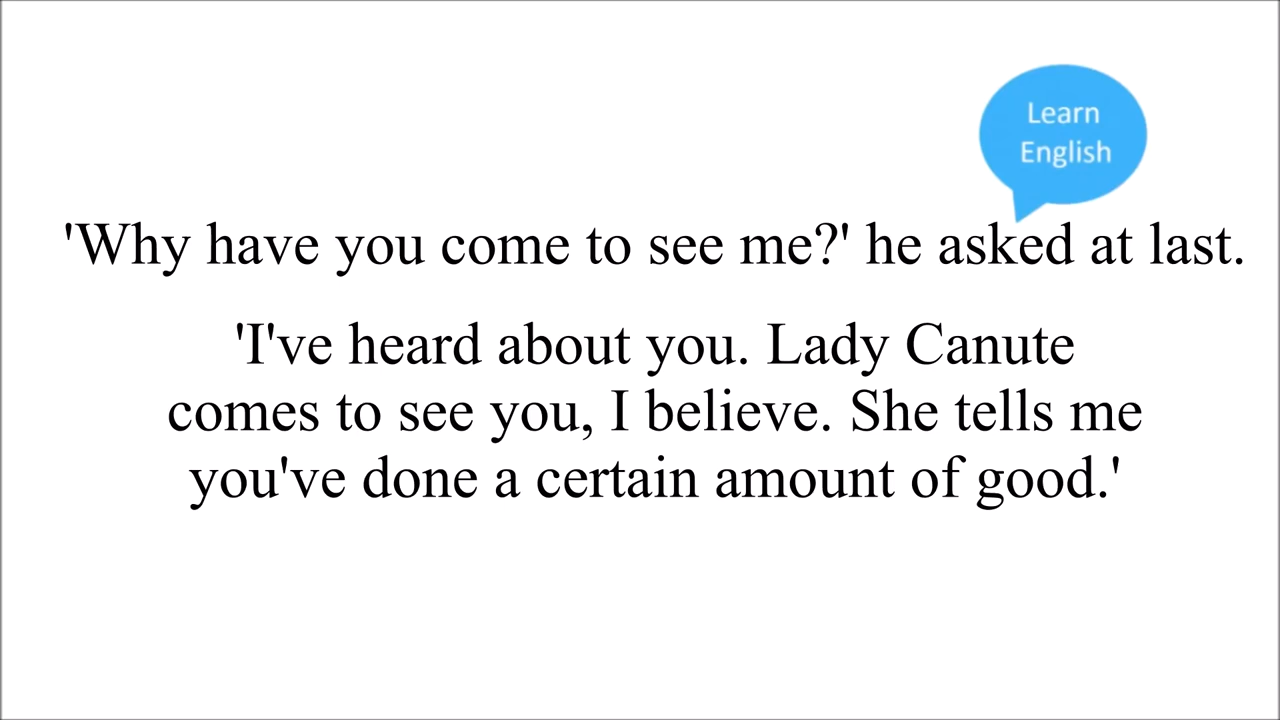 Learn
English
'Why have you come to see me?' he asked at last.
'I've heard about you. Lady Canute
comes to see you, I believe. She tells me
you've done a certain amount of good.'